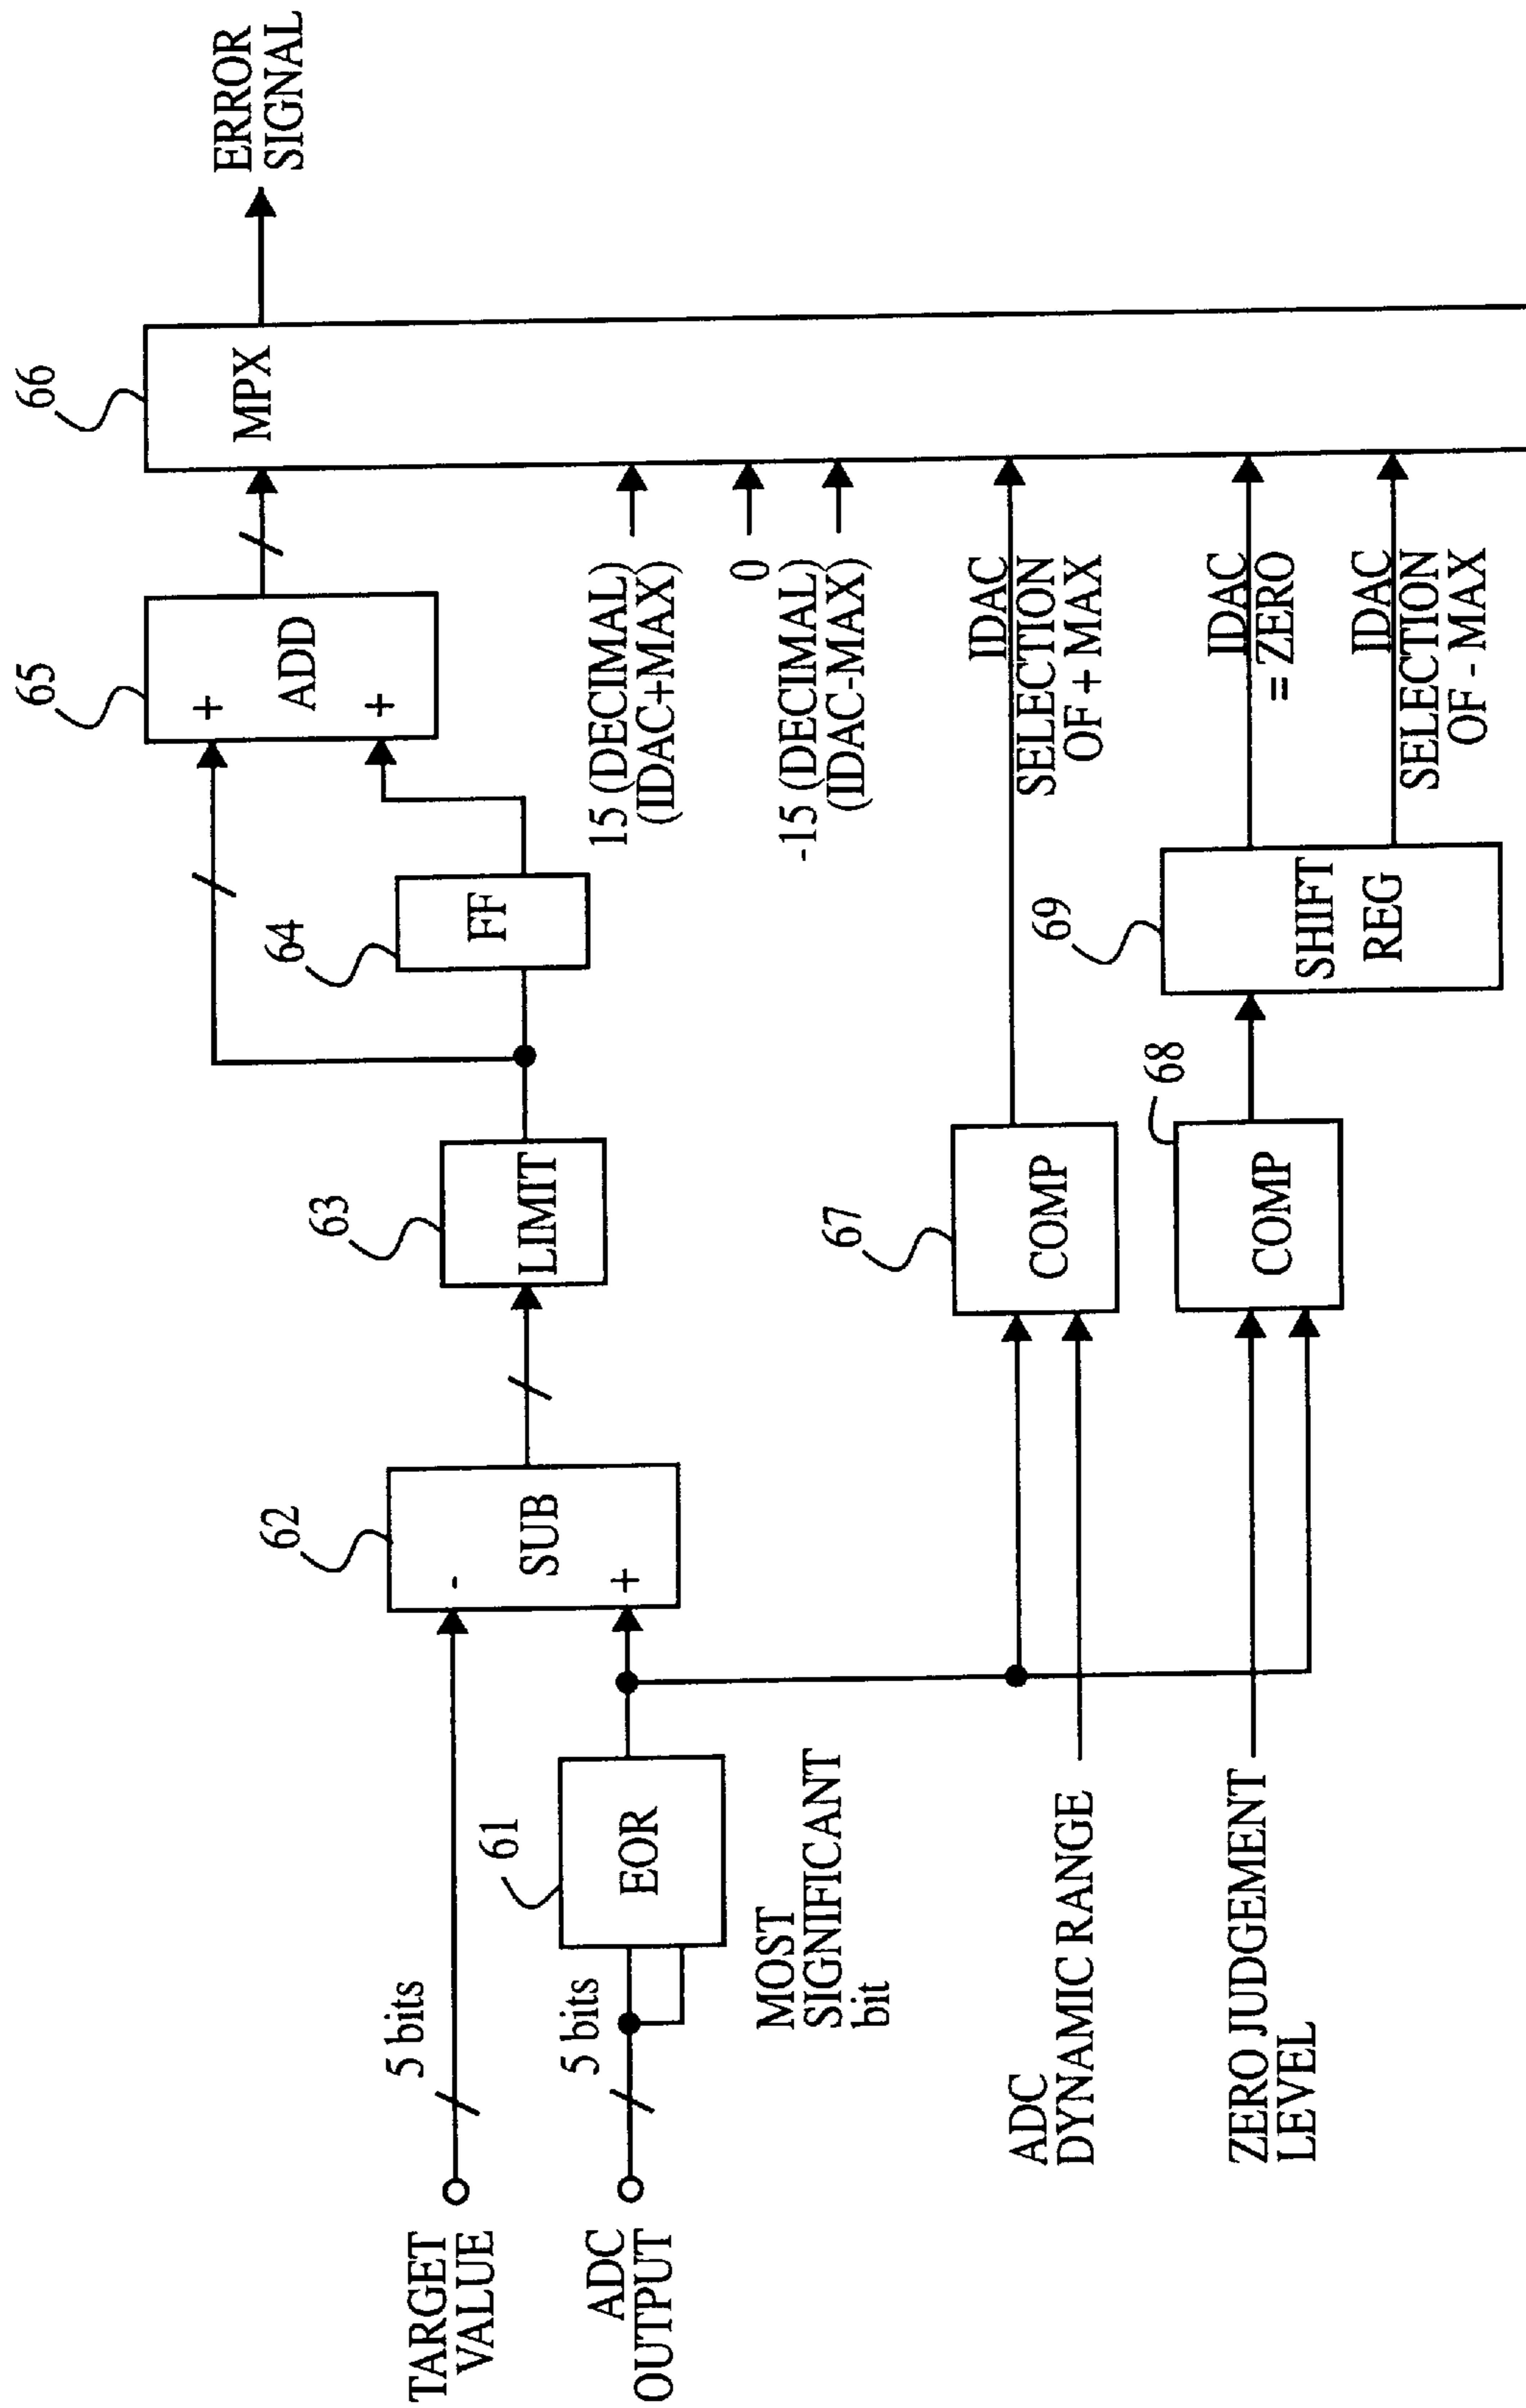 TARGET
VALUE
5 bits
ADC
OUTPUT
5 bits
61
EOR
MOST
SIGNIFICANT
bit
62
-
SUB
+
63
LIMIT
64
FF
65
+
ADD
+
66
MPX
ERROR
SIGNAL
15 (DECIMAL)
(IDAC+MAX)
0
-15 (DECIMAL)
(IDAC-MAX)
ADC
DYNAMIC RANGE
67
COMP
IDAC
SELECTION
OF + MAX
ZERO JUDGEMENT
LEVEL
68
COMP
69
SHIFT
REG
IDAC
= ZERO
IDAC
SELECTION
OF - MAX